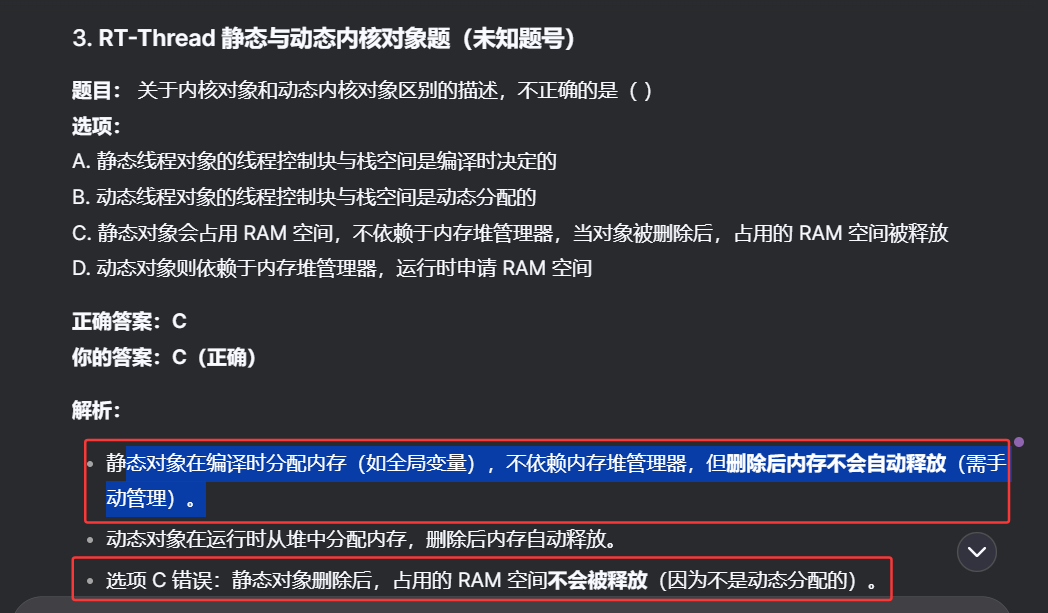 3. RT-Thread 静态与动态内核对象题（未知题号）
题目： 关于内核对象和动态内核对象区别的描述，不正确的是（ ）
选项：
A. 静态线程对象的线程控制块与栈空间是编译时决定的
B. 动态线程对象的线程控制块与栈空间是动态分配的
C. 静态对象会占用 RAM 空间，不依赖于内存堆管理器，当对象被删除后，占用的 RAM 空间被释放
D. 动态对象则依赖于内存堆管理器，运行时申请 RAM 空间
正确答案：C
你的答案：C（正确）
解析：
• 静态对象在编译时分配内存（如全局变量），不依赖内存堆管理器，但删除后内存不会自动释放（需手
动管理）。
• 动态对象在运行时从堆中分配内存，删除后内存自动释放。
• 选项 C 错误：静态对象删除后，占用的 RAM 空间不会被释放（因为不是动态分配的）。